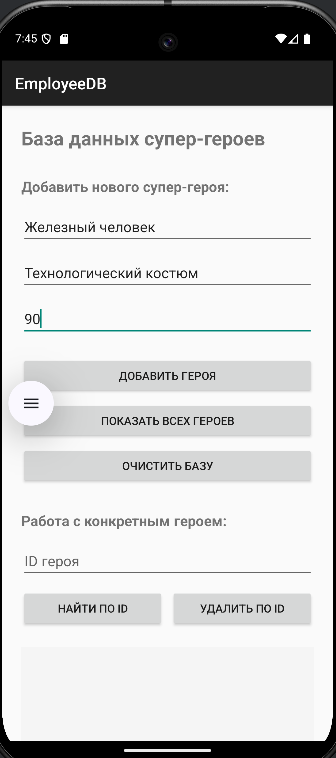 7:45
EmployeeDB
База данных супер-героев
Добавить нового супер-героя:
Железный человек
Технологический костюм
90
ДОБАВИТЬ ГЕРОЯ
ПОКАЗАТЬ ВСЕХ ГЕРОЕВ
ОЧИСТИТЬ БАЗУ
Работа с конкретным героем:
ID героя
НАЙТИ ПО ID УДАЛИТЬ ПО ID